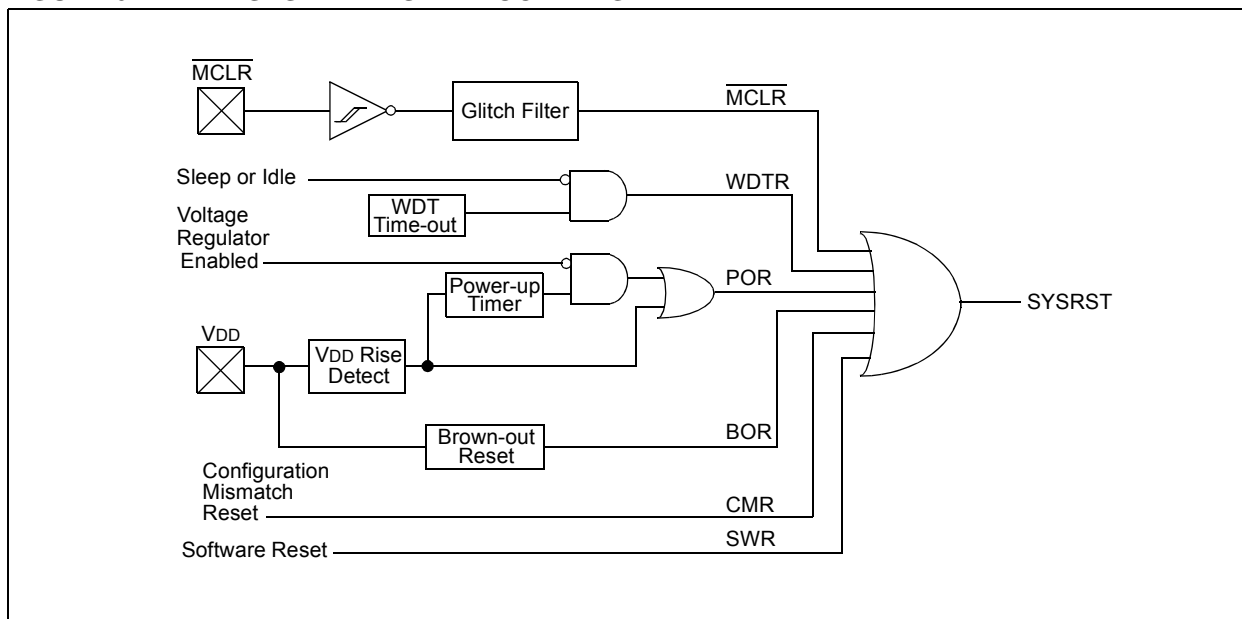 MCLR
Glitch Filter
MCLR
Sleep or Idle
WDTR
WDT
Time-out
Voltage
Regulator
Enabled
Power-up
Timer
POR
SYSRST
VDD
VDD Rise
Detect
Brown-out
Reset
BOR
Configuration
Mismatch
Reset
CMR
Software Reset
SWR